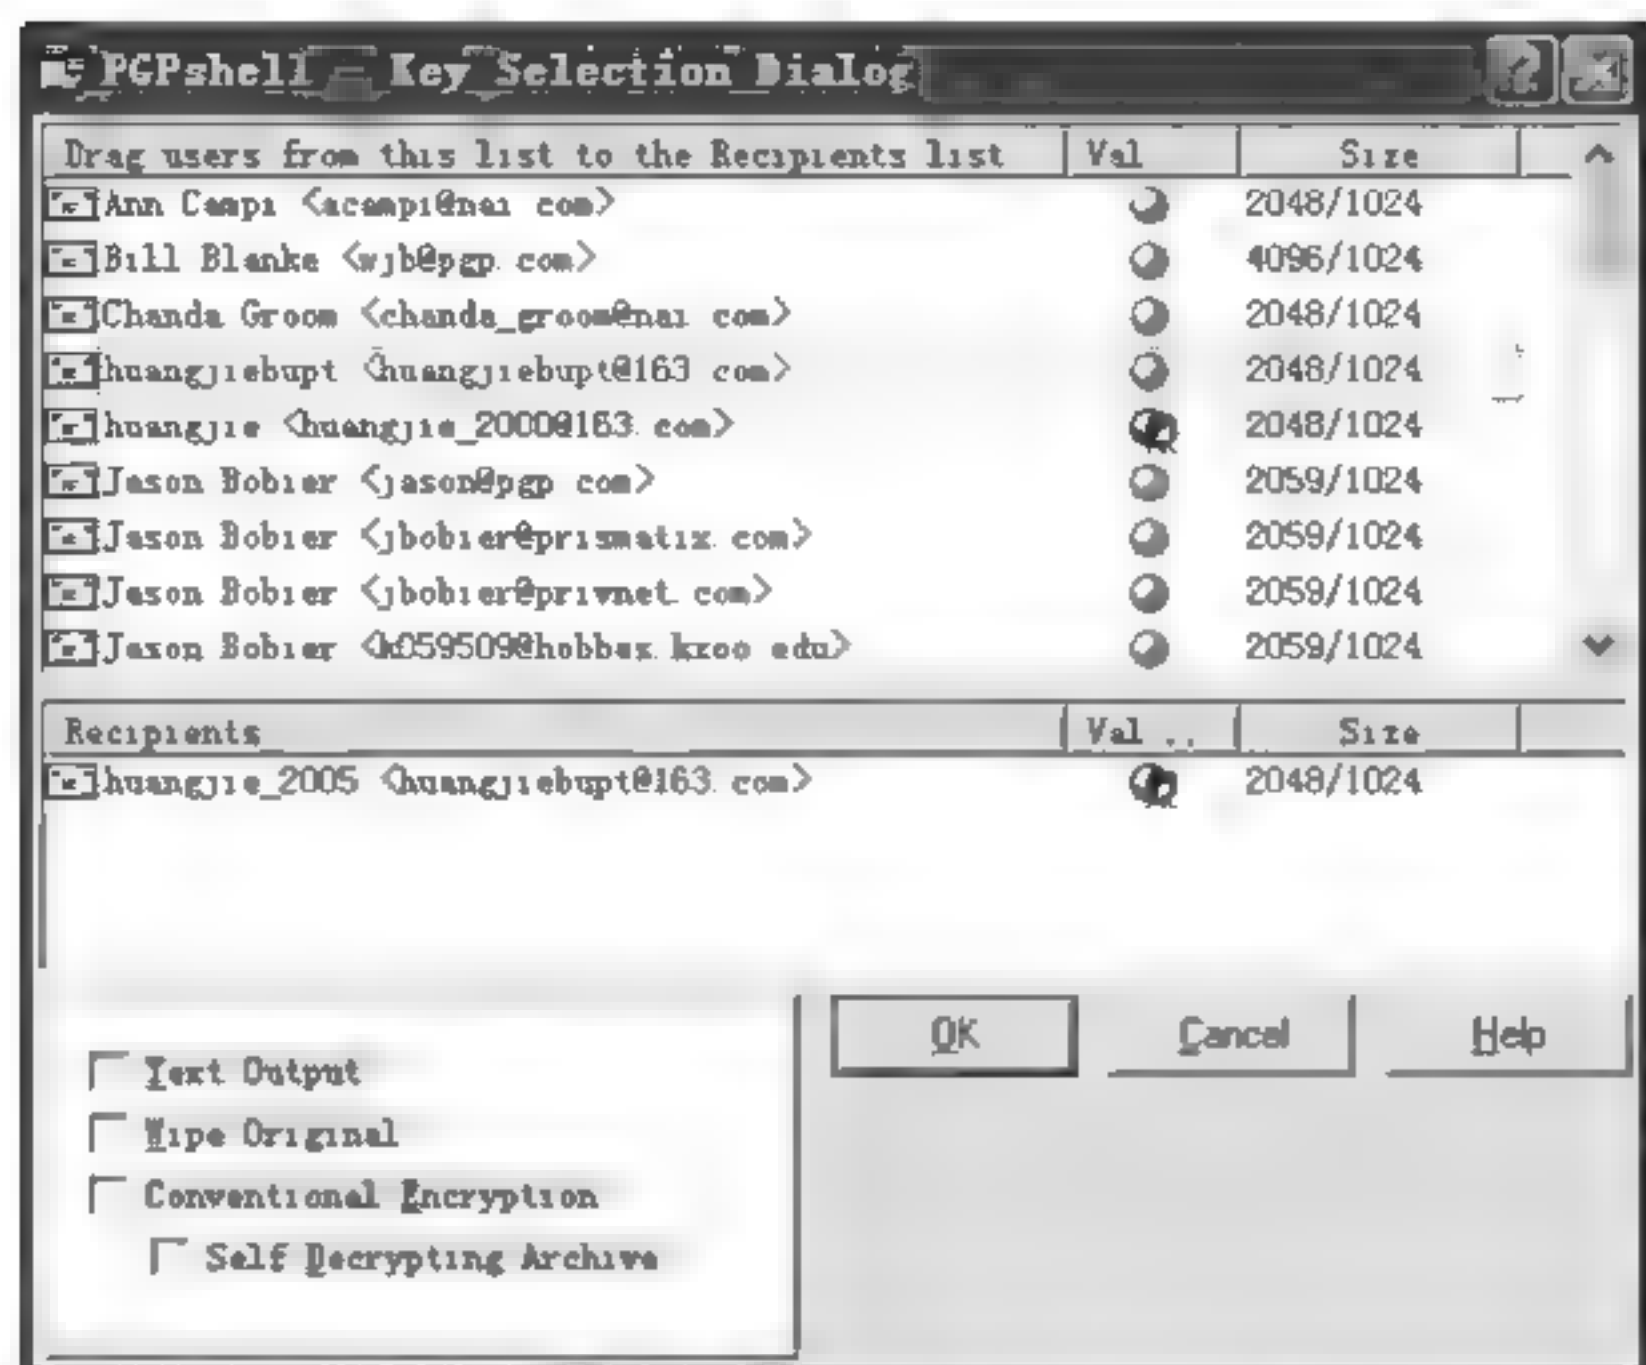 PGPshell - Key Selection Dialog
Drag users from this list to the Recipients list Val Size
Ann Campi <acampi@nai.com> 2048/1024
Bill Blanke <wjb@pgp.com> 4096/1024
Chanda Groom <chanda_groom@nai.com> 2048/1024
huangjiebupt <huangjiebupt@163.com> 2048/1024
huangjie <huangjie_2000@163.com> 2048/1024
Jason Bobier <jason@pgp.com> 2059/1024
Jason Bobier <jbobier@prismatix.com> 2059/1024
Jason Bobier <jbobier@privnet.com> 2059/1024
Jason Bobier <k059509@hobbes.kzoo.edu> 2059/1024
Recipients Val .. Size
huangjie_2005 <huangjiebupt@163.com> 2048/1024
OK Cancel Help
Text Output
Wipe Original
Conventional Encryption
Self Decrypting Archive